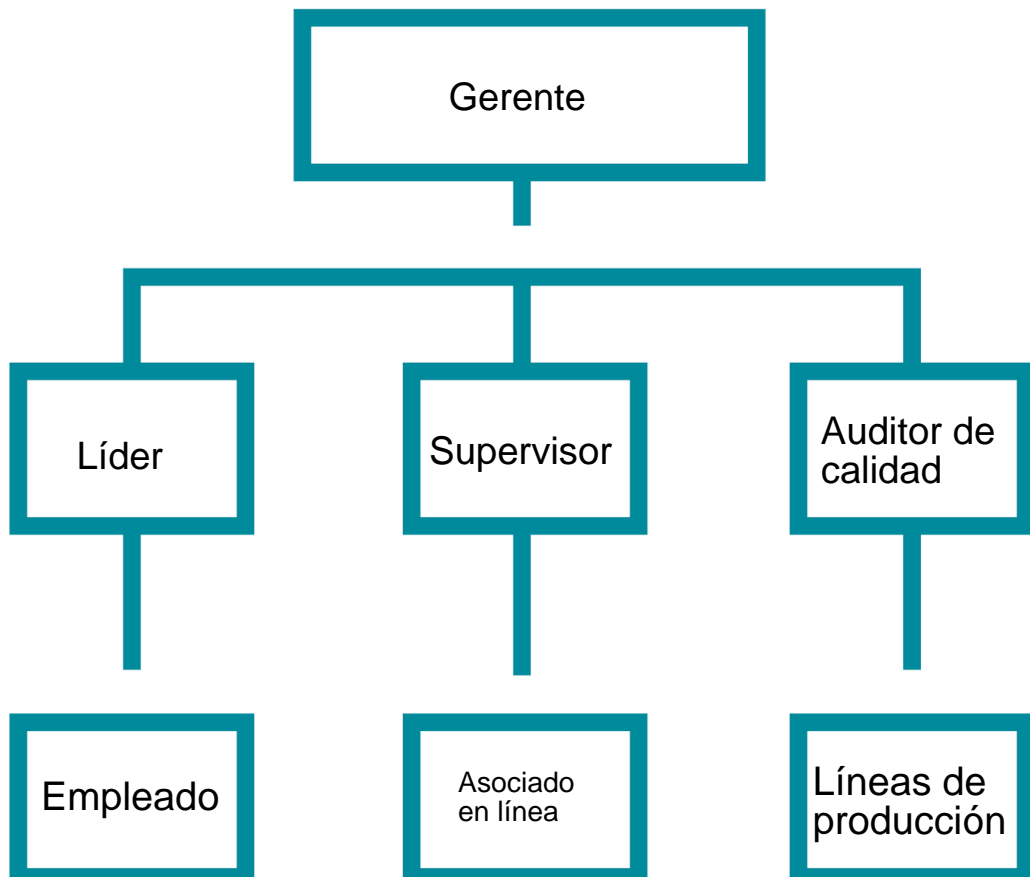 Gerente
Líder
Supervisor
Auditor de
calidad
Empleado
Asociado
en línea
Líneas de
producción